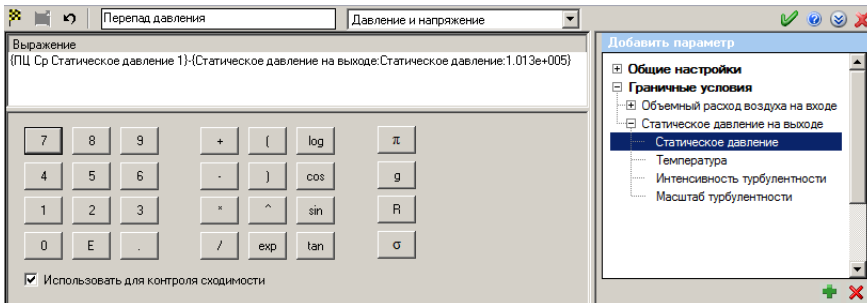 Перепад давления
Давление и напряжение
Выражение
{ПЦ Ср Статическое давление 1}-{Статическое давление на выходе:Статическое давление:1.013e+005}
7 8 9 + ( log π
4 5 6 - ) cos g
1 2 3 * ^ sin R
0 E . / exp tan σ
Использовать для контроля сходимости
Добавить параметр
Общие настройки
Граничные условия
Объемный расход воздуха на входе
Статическое давление на выходе
Статическое давление
Температура
Интенсивность турбулентности
Масштаб турбулентности